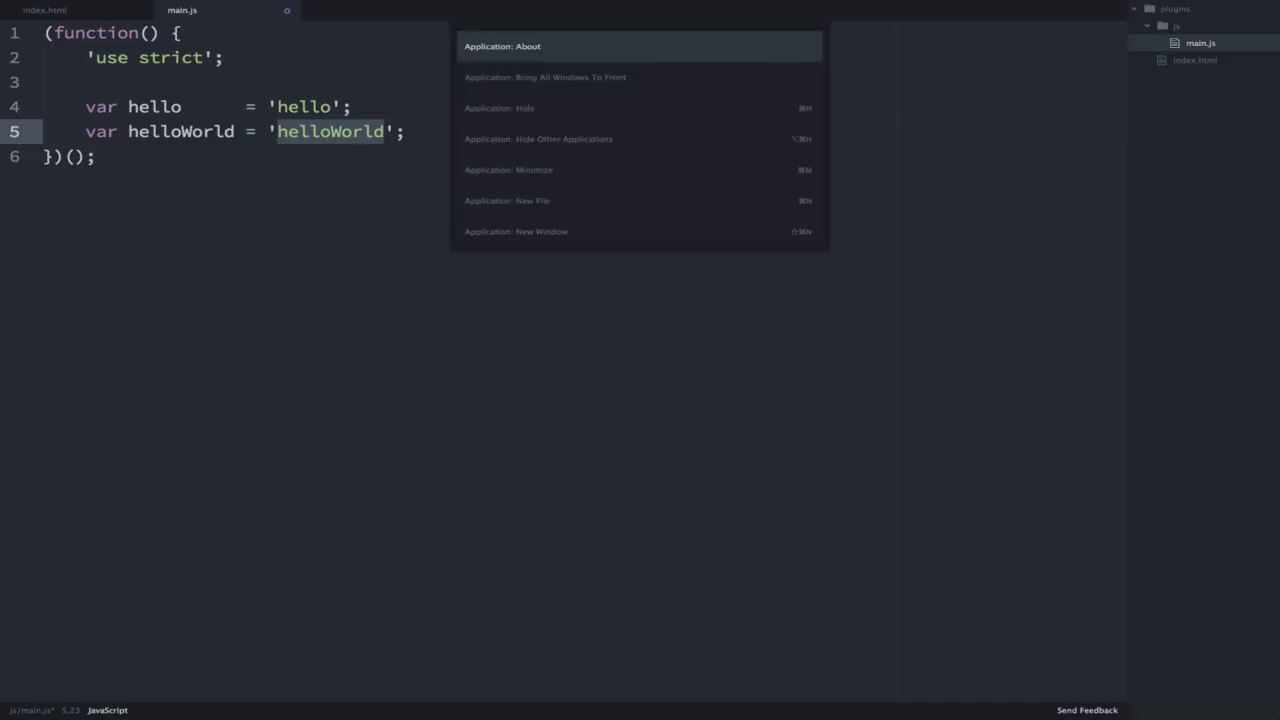 index.html
main.js
1 (function() {
2 'use strict';
3
4 var hello = 'hello';
5 var helloWorld = 'helloWorld';
6 })();
Application: About
Application: Bring All Windows To Front
Application: Hide ⌘H
Application: Hide Other Applications ⌥⌘H
Application: Minimize ⌘M
Application: New File ⌘N
Application: New Window ⇧⌘N
plugins
js
main.js
index.html
js/main.js* 5,23 JavaScript
Send Feedback